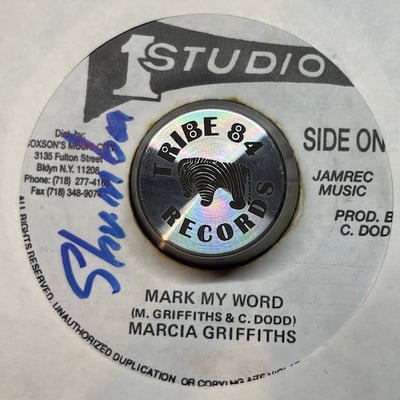 1 STUDIO
Dist. by:
DOXSON'S MUSIC CITY
3135 Fulton Street
Bklyn N.Y. 11208
Phone: (718) 277-416
Fax (718) 348-907
SIDE ON
JAMREC
MUSIC
PROD. B
C. DOD
TRIBE 84
RECORDS
MARK MY WORD
(M. GRIFFITHS & C. DODD)
MARCIA GRIFFITHS
ALL RIGHTS RESERVED. UNAUTHORIZED DUPLICATION OR COPYING ARE